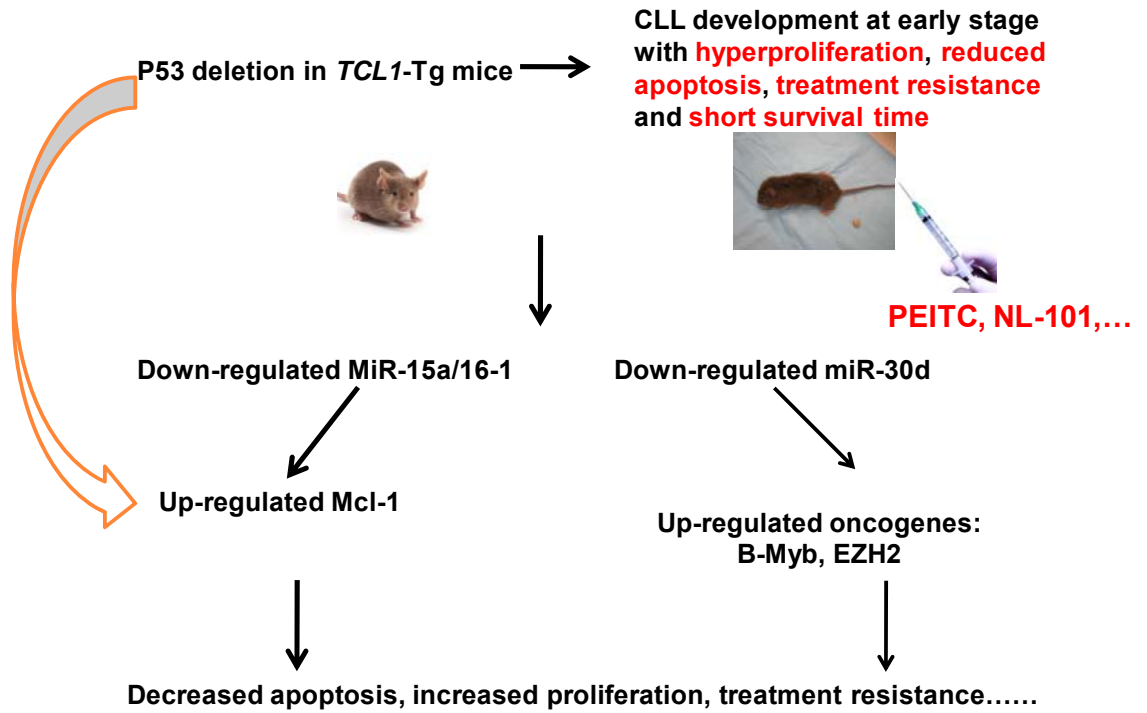 P53 deletion in TCL1-Tg mice
CLL development at early stage
with hyperproliferation, reduced
apoptosis, treatment resistance
and short survival time
PEITC, NL-101,...
Down-regulated MiR-15a/16-1
Down-regulated miR-30d
Up-regulated Mcl-1
Up-regulated oncogenes:
B-Myb, EZH2
Decreased apoptosis, increased proliferation, treatment resistance......